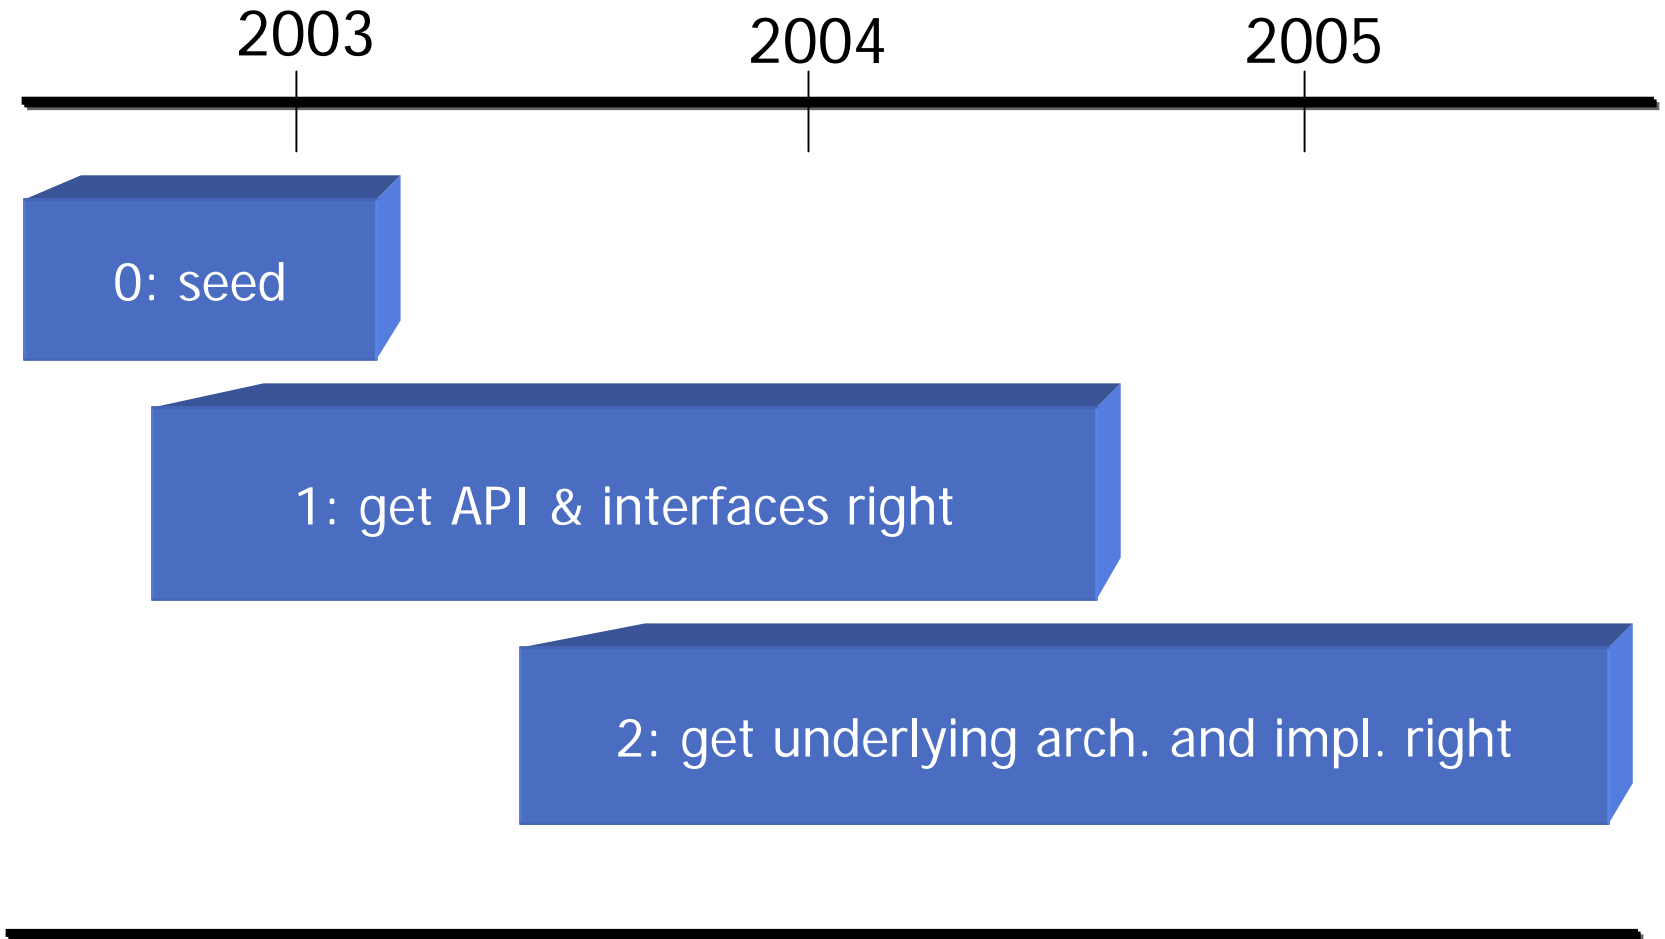 2003
2004
2005
0: seed
1: get API & interfaces right
2: get underlying arch. and impl. right